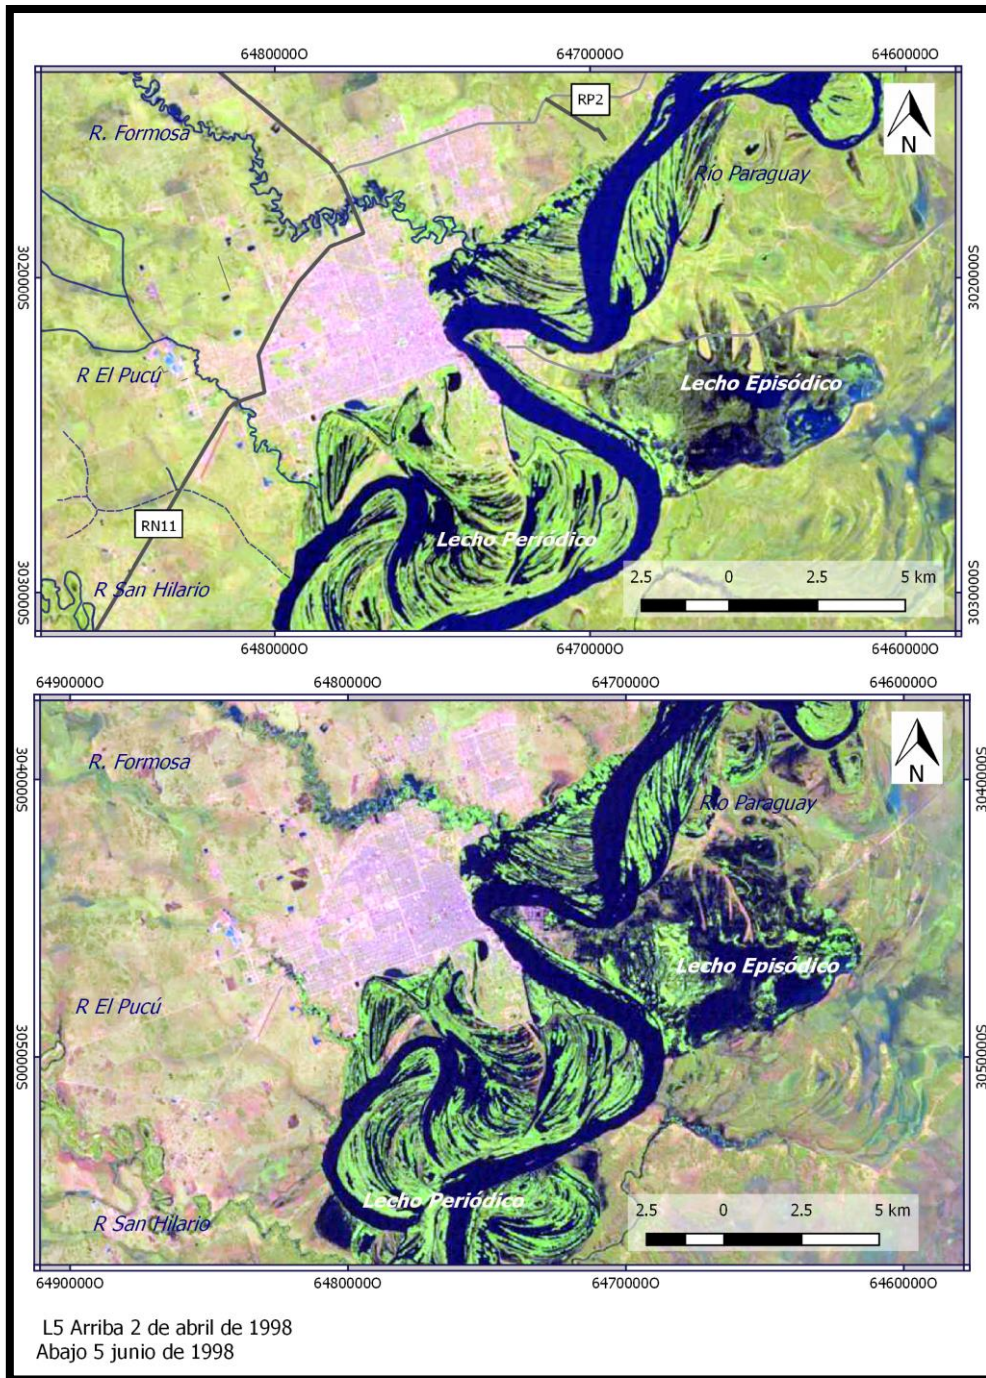 6480000O 6470000O 6460000O
RP2
R. Formosa
N
Río Paraguay
3020000S 3020000S
R El Pucú
Lecho Episódico
RN11
Lecho Periódico
2.5 0 2.5 5 km
R San Hilario
3030000S 3030000S
6480000O 6470000O 6460000O
6490000O 6480000O 6470000O 6460000O
R. Formosa
N
3040000S 3040000S
Río Paraguay
Lecho Episódico
R El Pucú
3050000S 3050000S
Lecho Periódico
R San Hilario
2.5 0 2.5 5 km
6490000O 6480000O 6470000O 6460000O
L5 Arriba 2 de abril de 1998
Abajo 5 junio de 1998